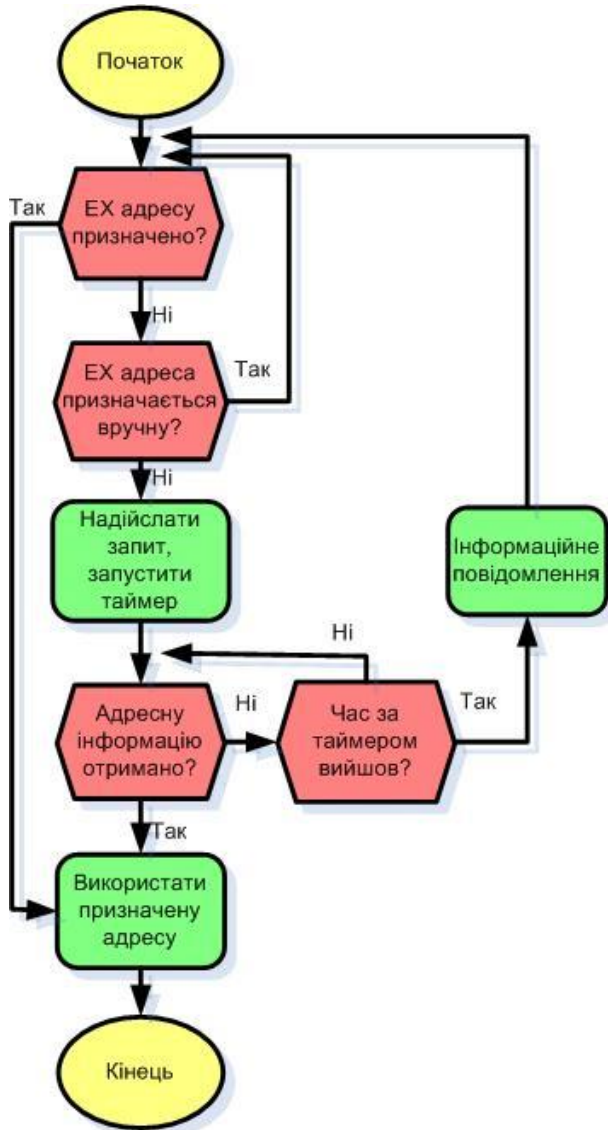 Початок
Так
ЕХ адресу
призначено?
Ні
ЕХ адреса
призначається
вручну?
Так
Ні
Надійслати
запит,
запустити
таймер
Інформаційне
повідомлення
Ні
Адресну
інформацію
отримано?
Ні
Час за
таймером
вийшов?
Так
Так
Використати
призначену
адресу
Кінець